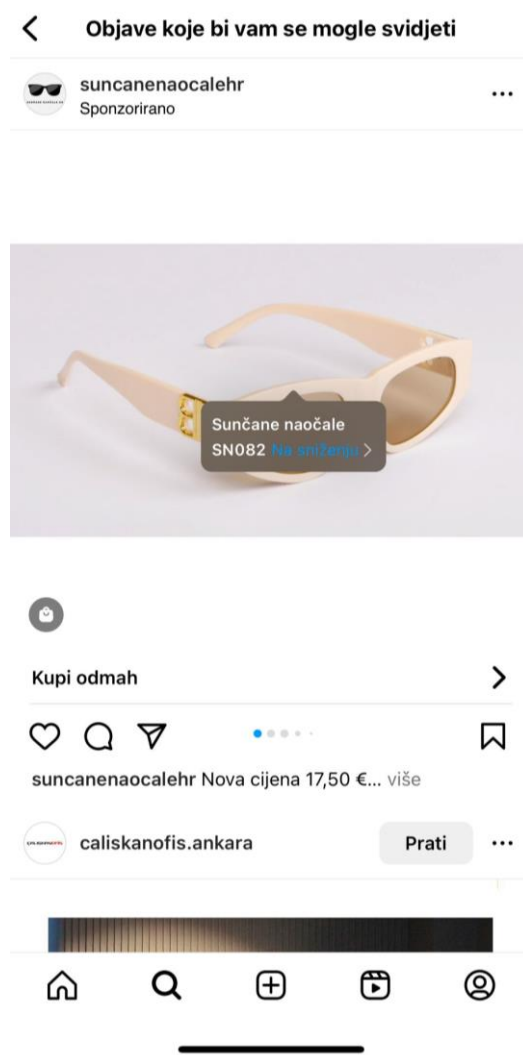 Objave koje bi vam se mogle svidjeti
suncanenaocalehr
Sponzorirano
Sunčane naočale
SN082 Na sniženju
Kupi odmah
suncanenaocalehr Nova cijena 17,50 €... više
caliskanofis.ankara
Prati